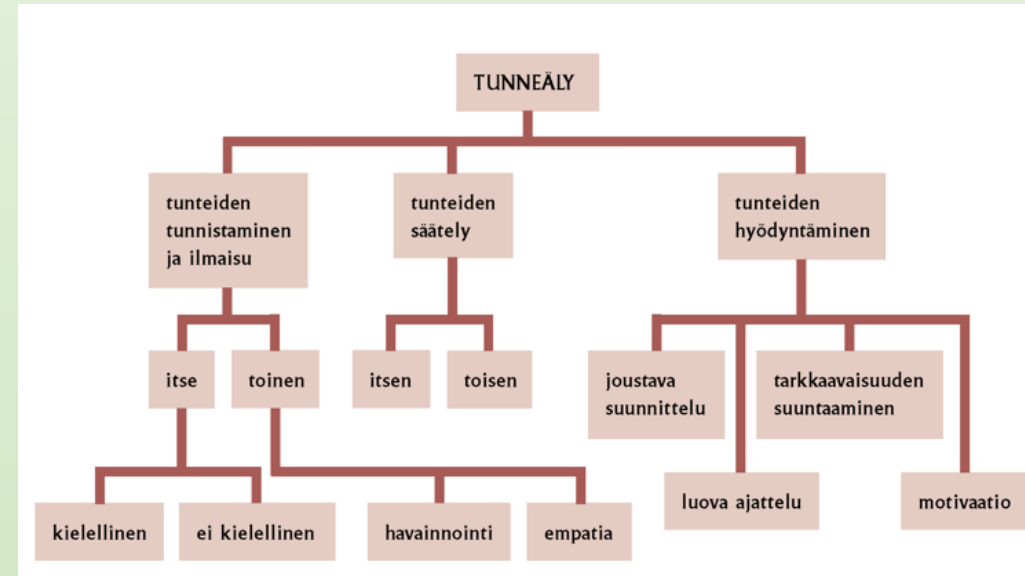 TUNNEÄLY
tunteiden
tunnistaminen
ja ilmaisu
tunteiden
säätely
tunteiden
hyödyntäminen
itse
toinen
itsen
toisen
joustava
suunnittelu
tarkkaavaisuuden
suuntaaminen
luova ajattelu
motivaatio
kielellinen
ei kielellinen
havainnointi
empatia